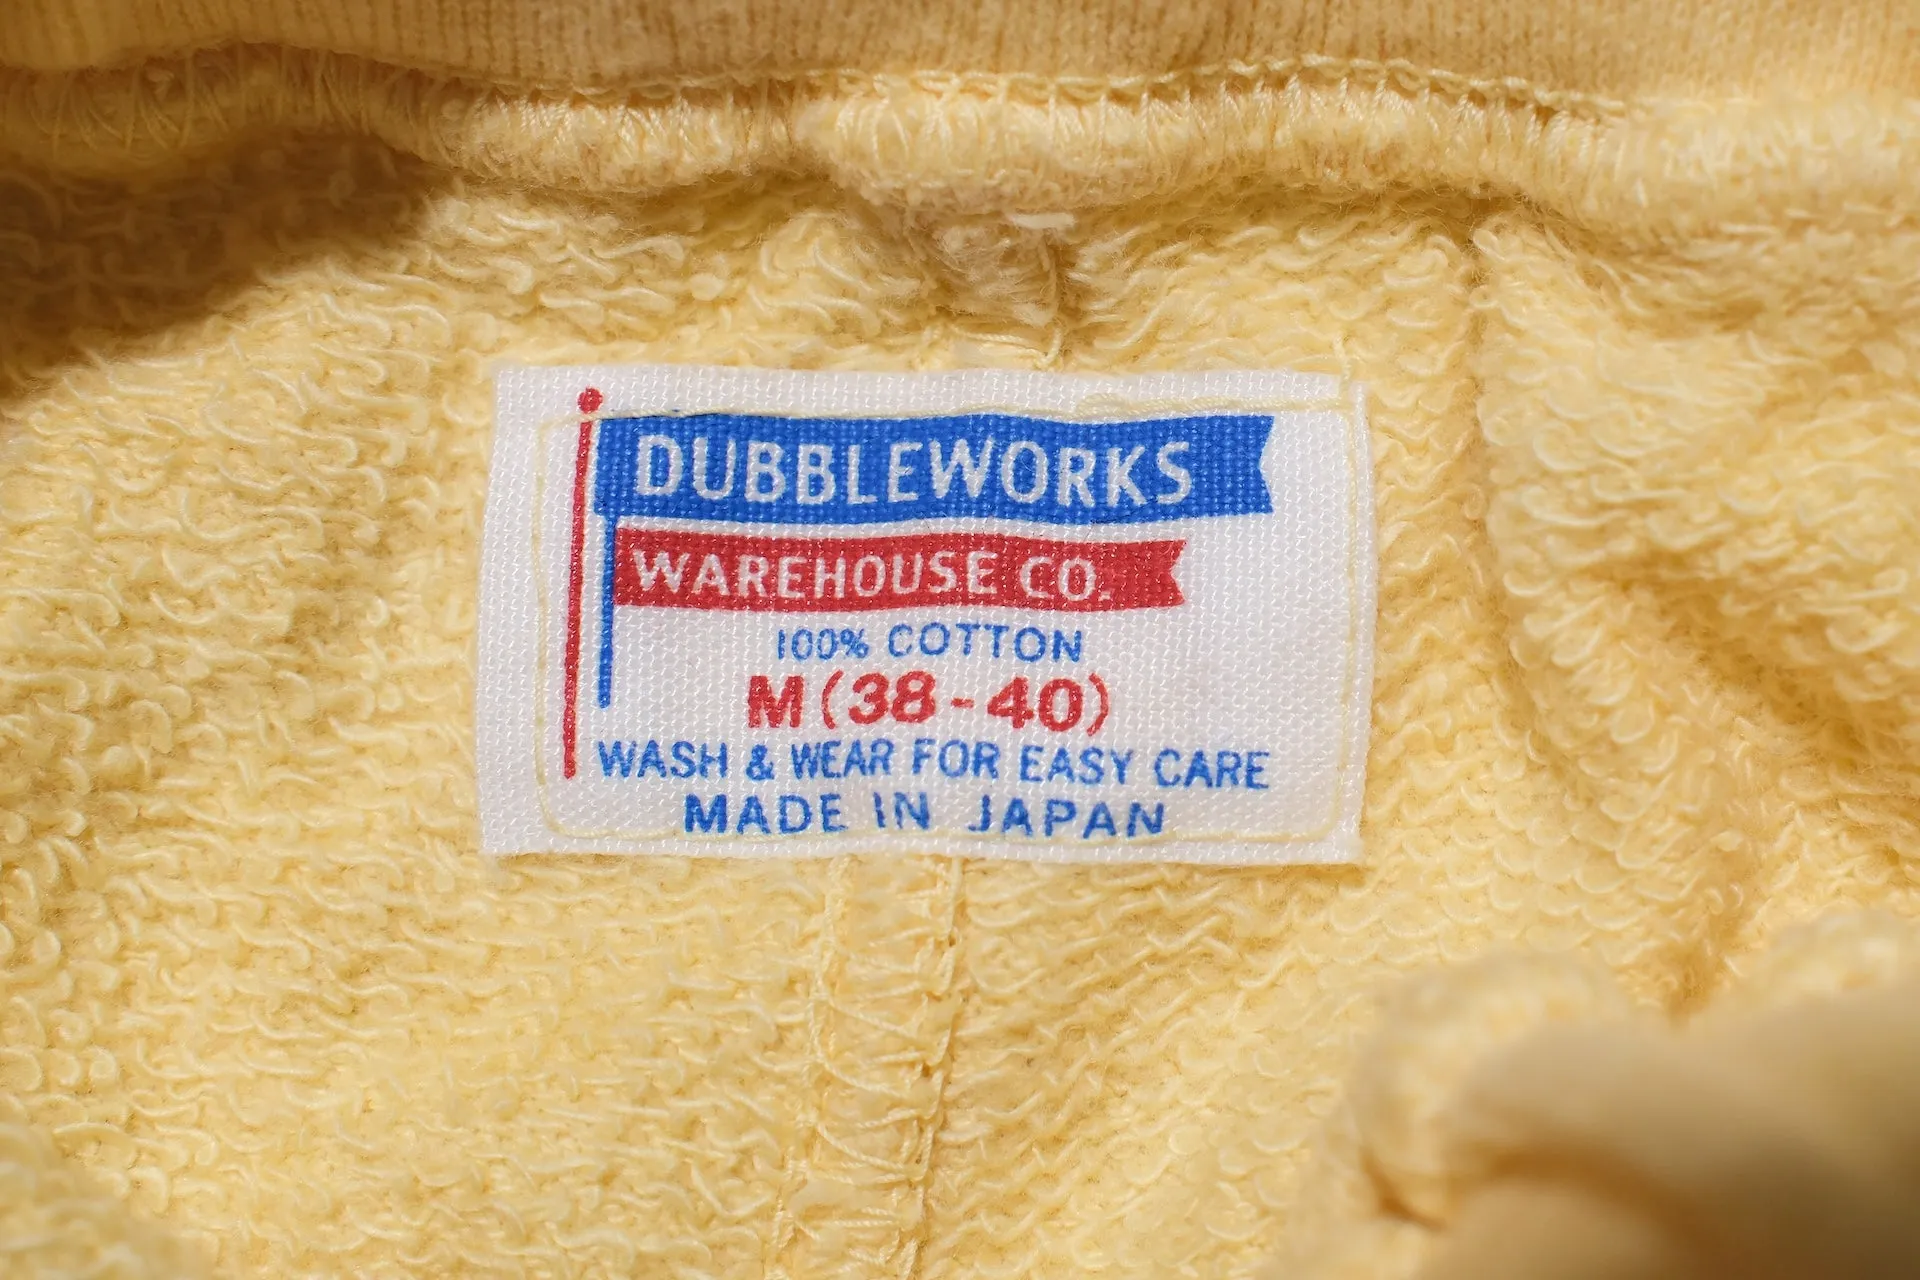 DUBBLEWORKS
WAREHOUSE CO.
100% COTTON
M (38-40)
WASH & WEAR FOR EASY CARE
MADE IN JAPAN